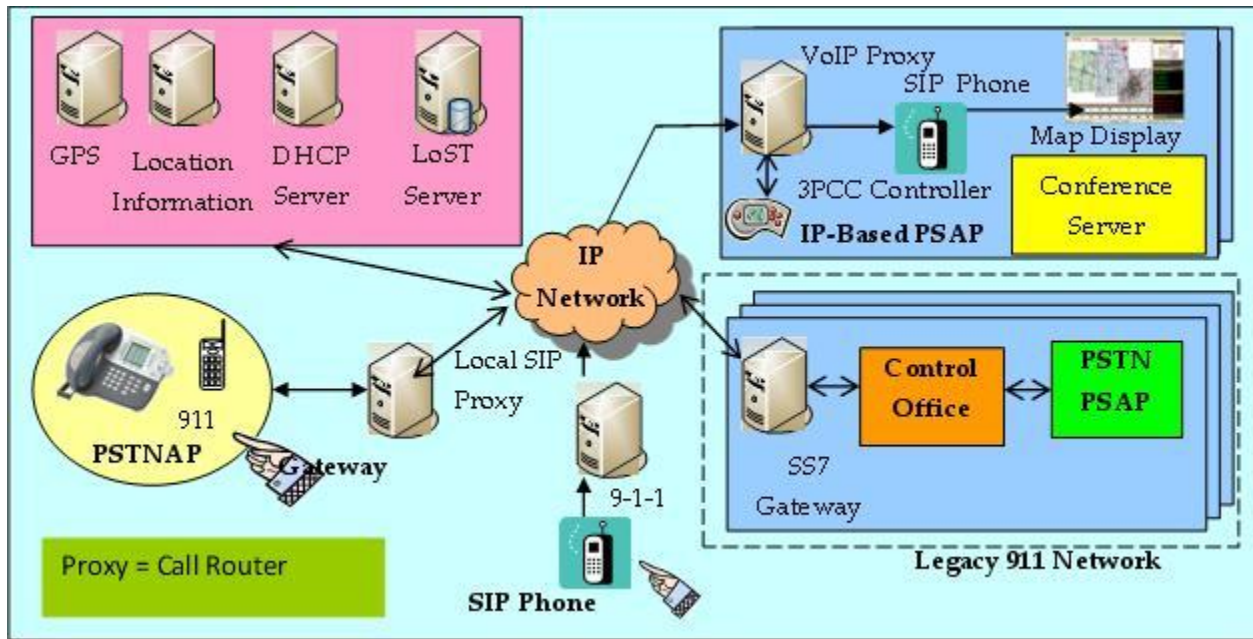 GPS
Location
Information
DHCP
Server
LoST
Server
VoIP Proxy
SIP Phone
Map Display
3PCC Controller
IP-Based PSAP
Conference
Server
IP
Network
911
PSTNAP
Gateway
Local SIP
Proxy
9-1-1
SIP Phone
SS7
Gateway
Control
Office
PSTN
PSAP
Legacy 911 Network
Proxy = Call Router